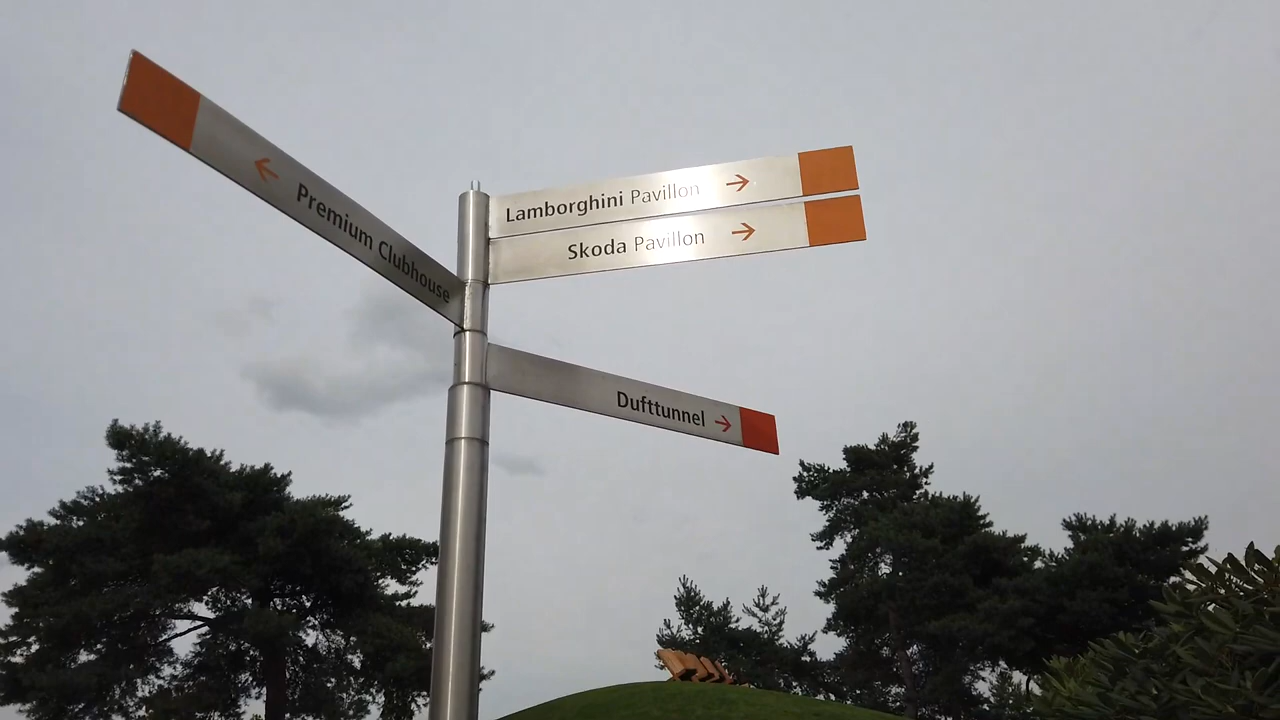 Premium Clubhouse
Lamborghini Pavillon
Skoda Pavillon
Dufttunnel